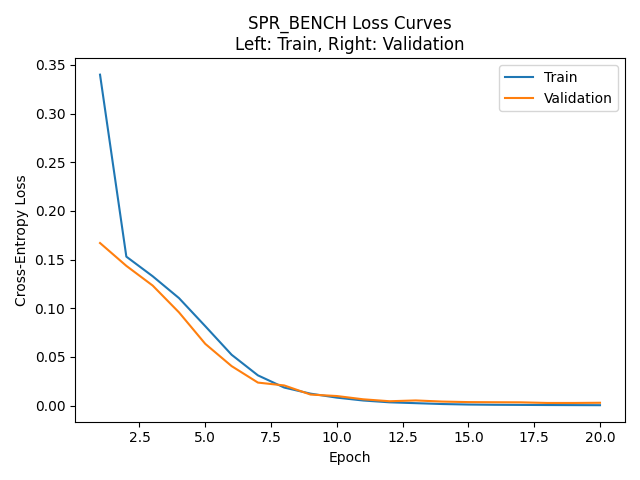 SPR_BENCH Loss Curves
Left: Train, Right: Validation
Train
Validation
Cross-Entropy Loss
0.35
0.30
0.25
0.20
0.15
0.10
0.05
0.00
2.5 5.0 7.5 10.0 12.5 15.0 17.5 20.0
Epoch